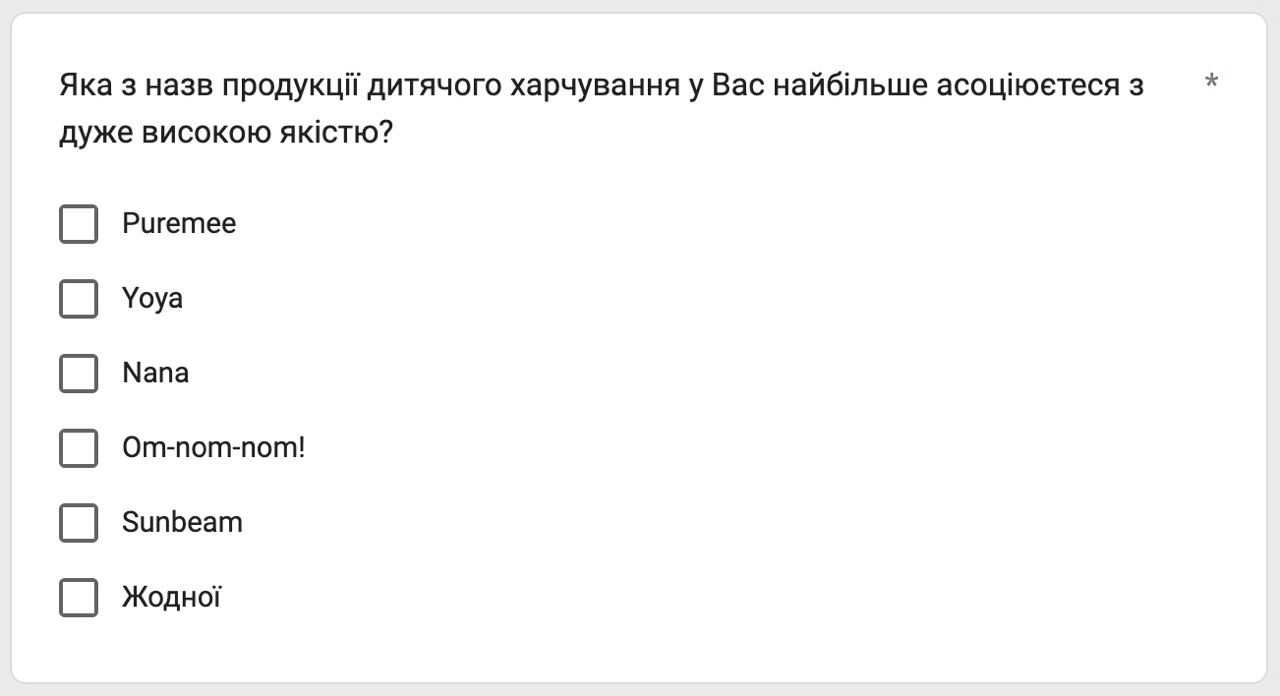 Яка з назв продукції дитячого харчування у Вас найбільше асоціюєтеся з *
дуже високою якістю?
Puremee
Yoya
Nana
Om-nom-nom!
Sunbeam
Жодної